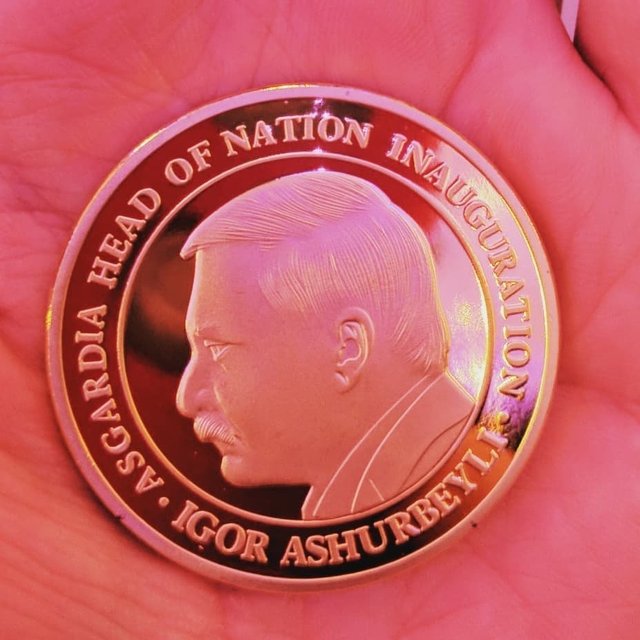 ASGARDIA HEAD OF NATION INAUGURATION
IGOR ASHURBEYLI